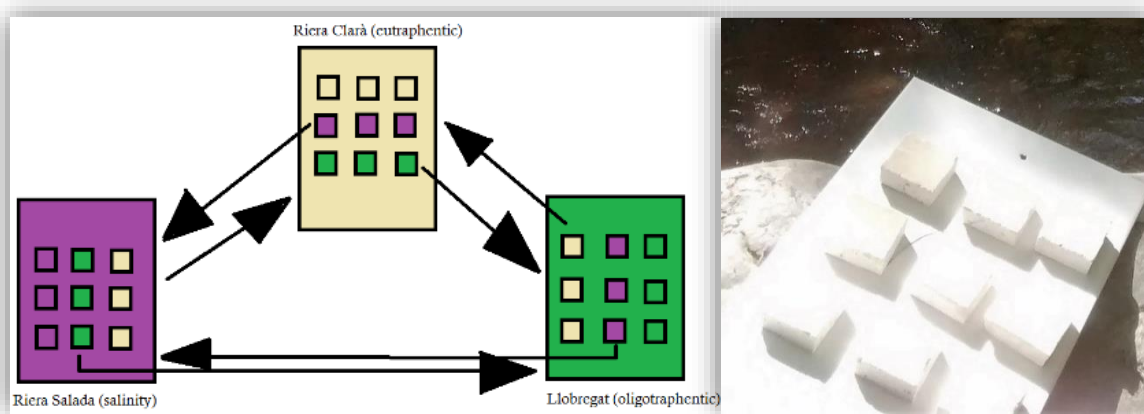 Riera Clarà (eutraphentic)
Riera Salada (salinity)
Llobregat (oligotraphentic)